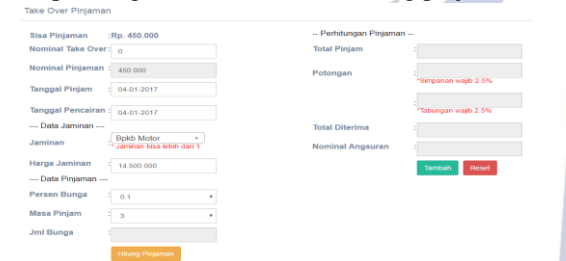 Take Over Pinjaman
Sisa Pinjaman :Rp. 450.000
Nominal Take Over: 0
Nominal Pinjaman : 450.000
Tanggal Pinjam : 04-01-2017
Tanggal Pencairan : 04-01-2017
--- Data Jaminan ---
Jaminan : Bpkb Motor
* Jaminan bisa lebih dari 1
Harga Jaminan : 14.500.000
--- Data Pinjaman ---
Persen Bunga : 0.1
Masa Pinjam : 3
Jml Bunga :
Hitung Pinjaman
-- Perhitungan Pinjaman --
Total Pinjam :
Potongan :
*Simpanan wajib 2.5%
:
*Tabungan wajib 2.5%
Total Diterima :
Nominal Angsuran :
Tambah Reset